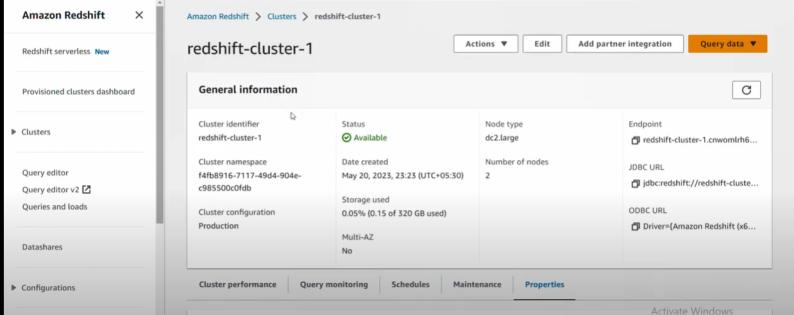 Amazon Redshift
Redshift serverless New
Provisioned clusters dashboard
Clusters
Query editor
Query editor v2
Queries and loads
Datashares
Configurations
Amazon Redshift > Clusters > redshift-cluster-1
redshift-cluster-1
Actions
Edit
Add partner integration
Query data
General information
Cluster identifier
redshift-cluster-1
Cluster namespace
f4fb8916-7117-49d4-904e-
c985500c0fdb
Cluster configuration
Production
Status
Available
Date created
May 20, 2023, 23:23 (UTC+05:30)
Storage used
0.05% (0.15 of 320 GB used)
Multi-AZ
No
Node type
dc2.large
Number of nodes
2
Endpoint
redshift-cluster-1.cnwomlrh6...
JDBC URL
jdbc:redshift://redshift-cluste...
ODBC URL
Driver={Amazon Redshift (x6...
Cluster performance
Query monitoring
Schedules
Maintenance
Properties
Activate Windows